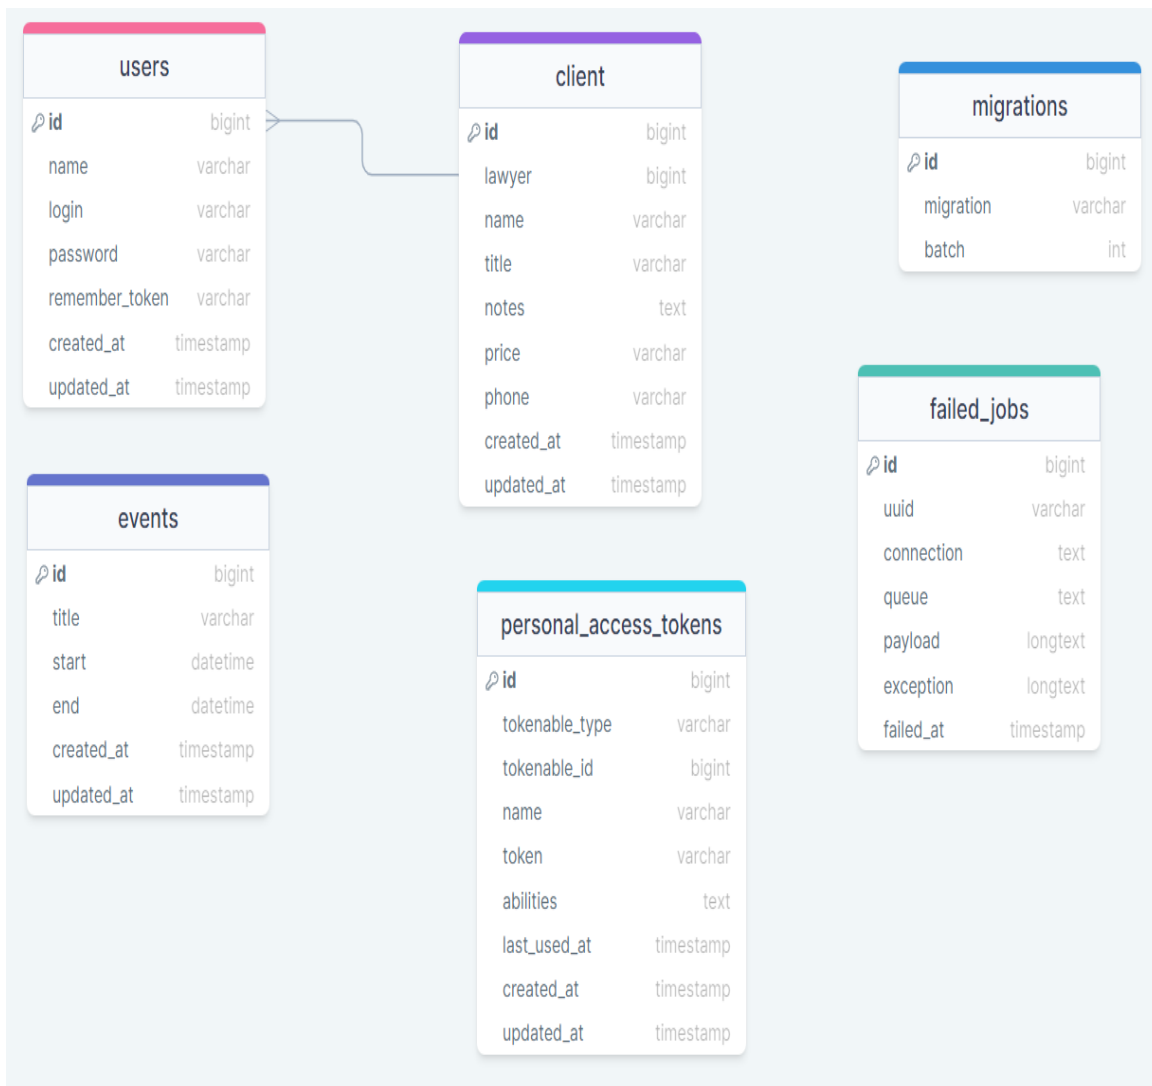 users
id bigint
name varchar
login varchar
password varchar
remember_token varchar
created_at timestamp
updated_at timestamp
client
id bigint
lawyer bigint
name varchar
title varchar
notes text
price varchar
phone varchar
created_at timestamp
updated_at timestamp
migrations
id bigint
migration varchar
batch int
failed_jobs
id bigint
uuid varchar
connection text
queue text
payload longtext
exception longtext
failed_at timestamp
events
id bigint
title varchar
start datetime
end datetime
created_at timestamp
updated_at timestamp
personal_access_tokens
id bigint
tokenable_type varchar
tokenable_id bigint
name varchar
token varchar
abilities text
last_used_at timestamp
created_at timestamp
updated_at timestamp